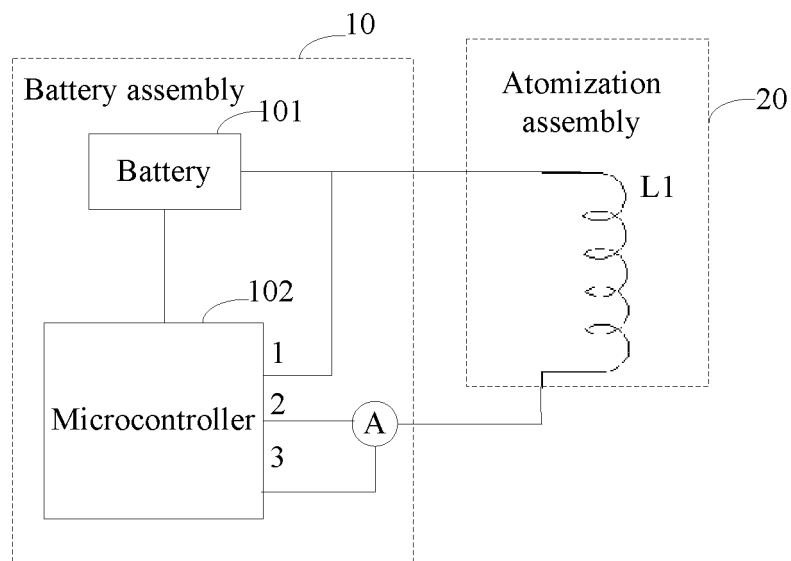 10
Battery assembly
101
Battery
Atomization
assembly
20
L1
102
1
2
3
Microcontroller
A